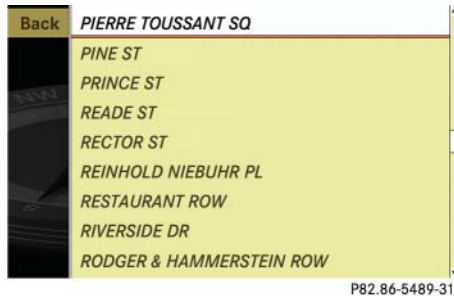 Back
PIERRE TOUSSANT SQ
PINE ST
PRINCE ST
READE ST
RECTOR ST
REINHOLD NIEBUHR PL
RESTAURANT ROW
RIVERSIDE DR
RODGER & HAMMERSTEIN ROW
NW
S
P82.86-5489-31